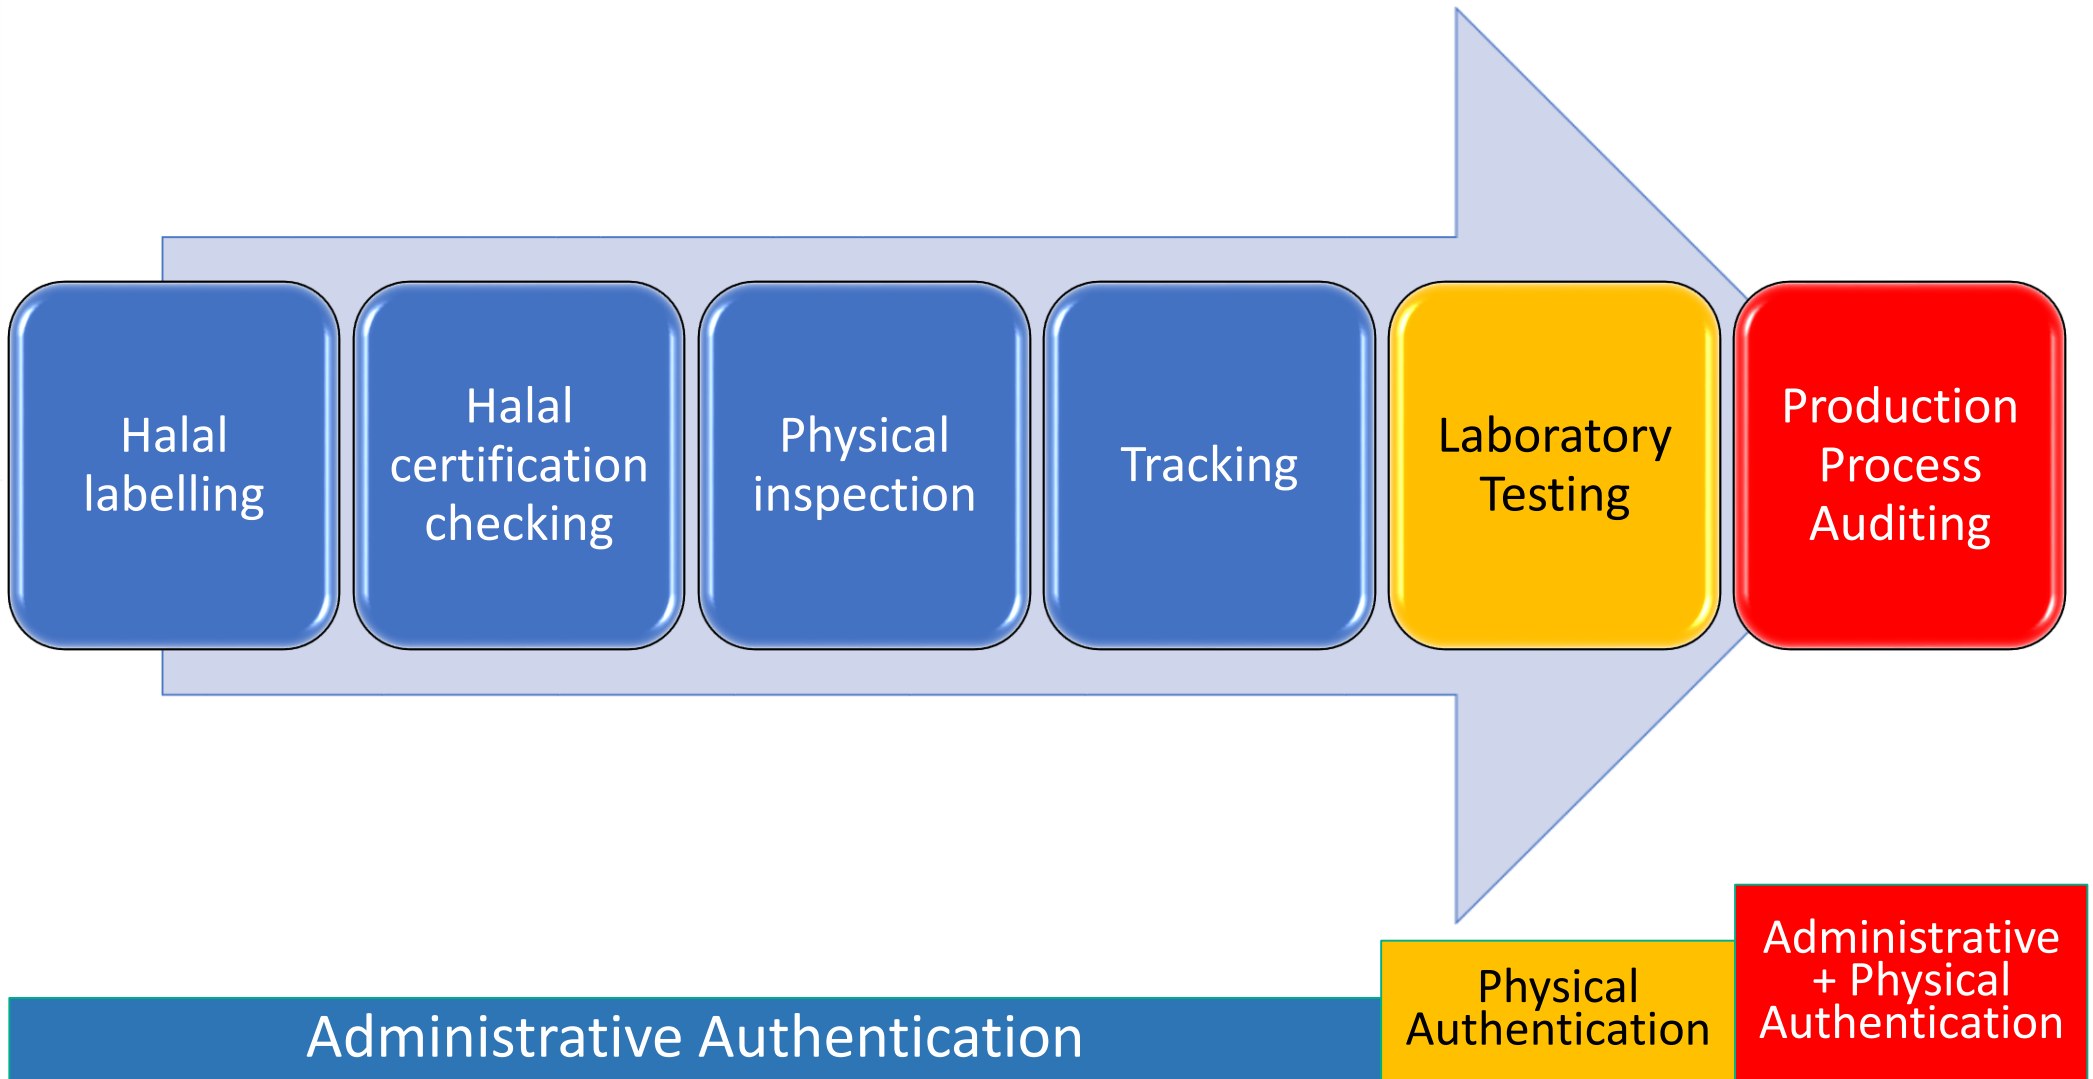 Halal
labelling
Halal
certification
checking
Physical
inspection
Tracking
Laboratory
Testing
Production
Process
Auditing
Administrative Authentication
Physical
Authentication
Administrative
+ Physical
Authentication